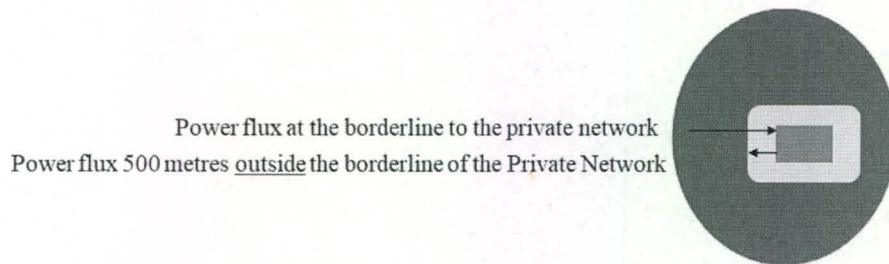 Power flux at the borderline to the private network
Power flux 500 metres outside the borderline of the Private Network